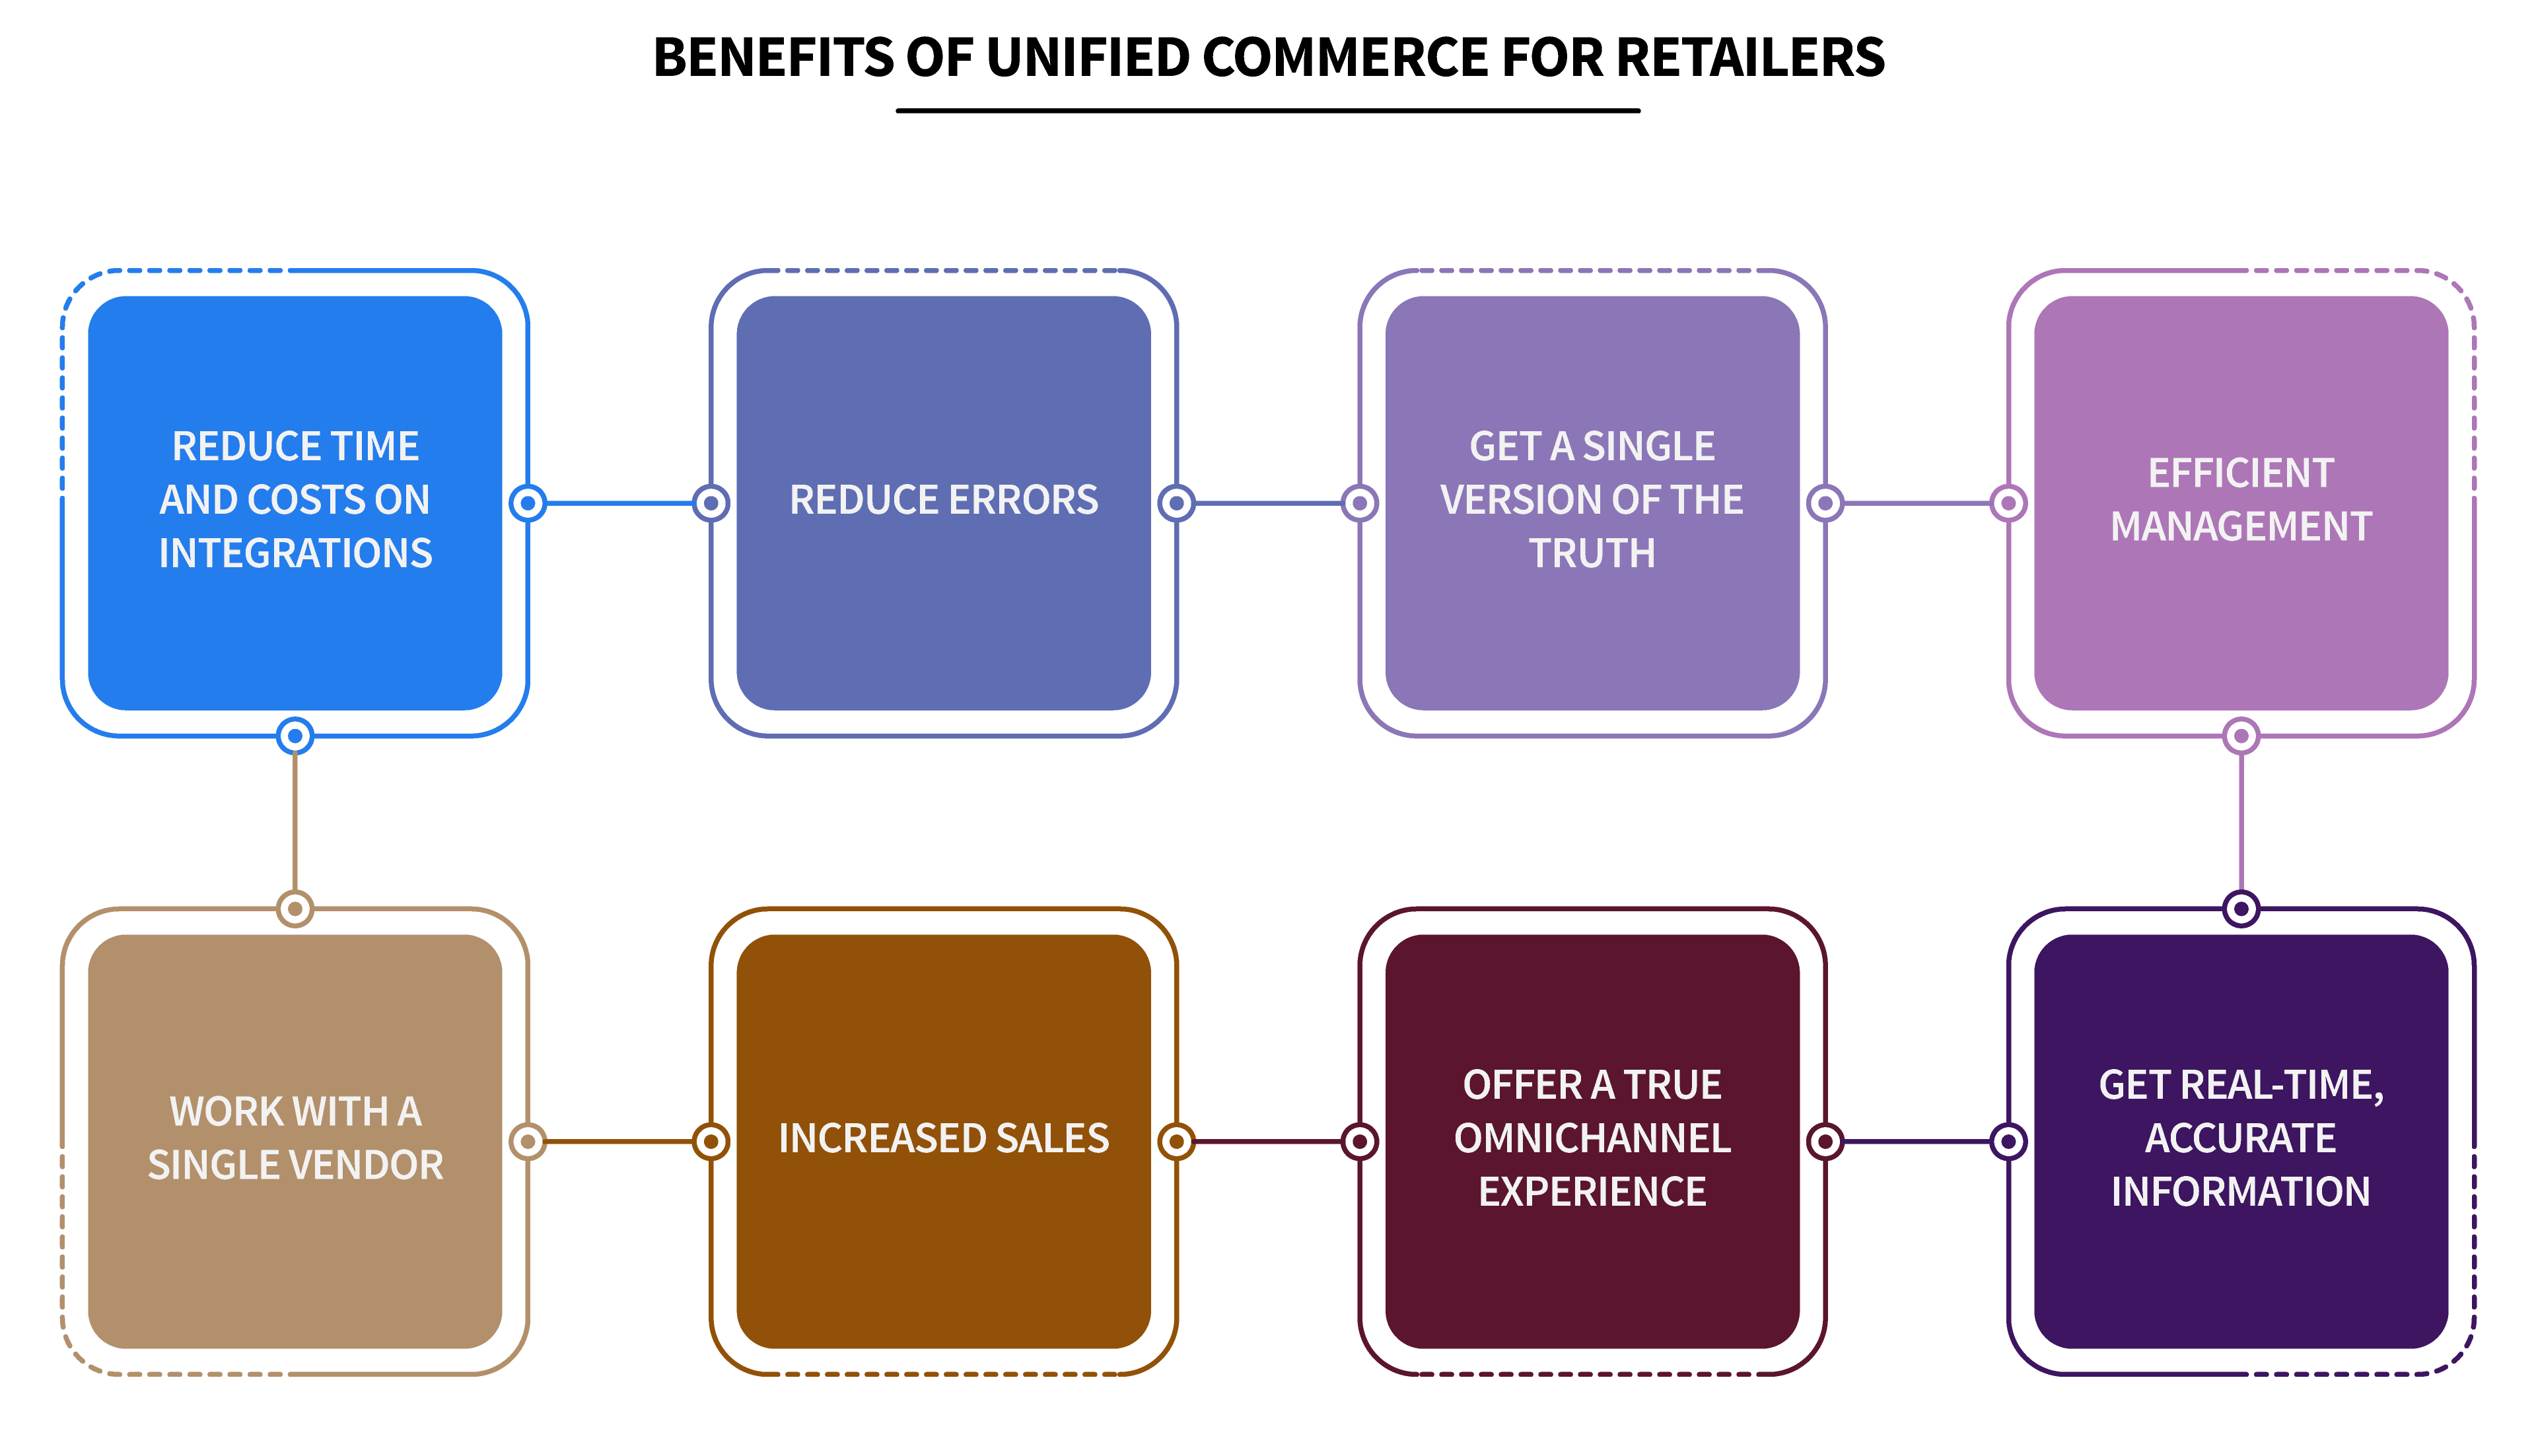 BENEFITS OF UNIFIED COMMERCE FOR RETAILERS
REDUCE TIME
AND COSTS ON
INTEGRATIONS
REDUCE ERRORS
GET A SINGLE
VERSION OF THE
TRUTH
EFFICIENT
MANAGEMENT
WORK WITH A
SINGLE VENDOR
INCREASED SALES
OFFER A TRUE
OMNICHANNEL
EXPERIENCE
GET REAL-TIME,
ACCURATE
INFORMATION